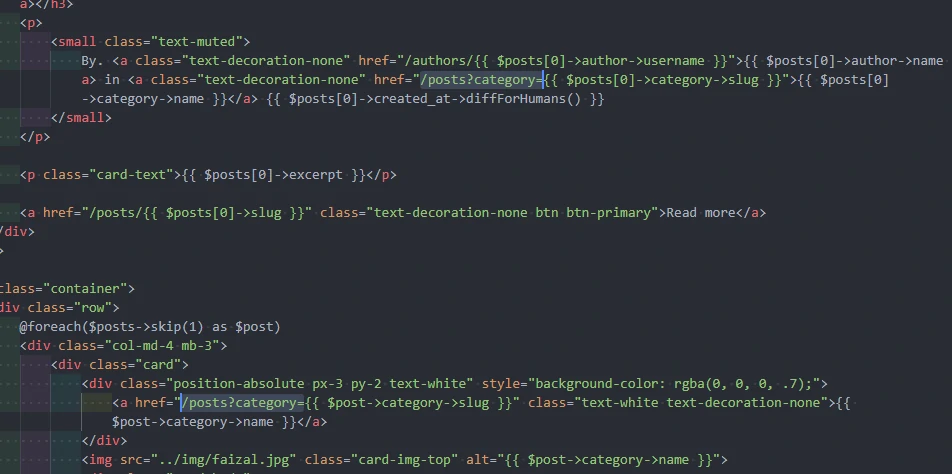 a></h3>
<p>
<small class="text-muted">
By. <a class="text-decoration-none" href="/authors/{{ $posts[0]->author->username }}">{{ $posts[0]->author->name
a> in <a class="text-decoration-none" href="/posts?category={{ $posts[0]->category->slug }}">{{ $posts[0]
->category->name }}</a> {{ $posts[0]->created_at->diffForHumans() }}
</small>
</p>
<p class="card-text">{{ $posts[0]->excerpt }}</p>
<a href="/posts/{{ $posts[0]->slug }}" class="text-decoration-none btn btn-primary">Read more</a>
/div>
>
class="container">
div class="row">
@foreach($posts->skip(1) as $post)
<div class="col-md-4 mb-3">
<div class="card">
<div class="position-absolute px-3 py-2 text-white" style="background-color: rgba(0, 0, 0, .7);">
<a href="/posts?category={{ $post->category->slug }}" class="text-white text-decoration-none">{{
$post->category->name }}</a>
</div>
<img src="../img/faizal.jpg" class="card-img-top" alt="{{ $post->category->name }}">